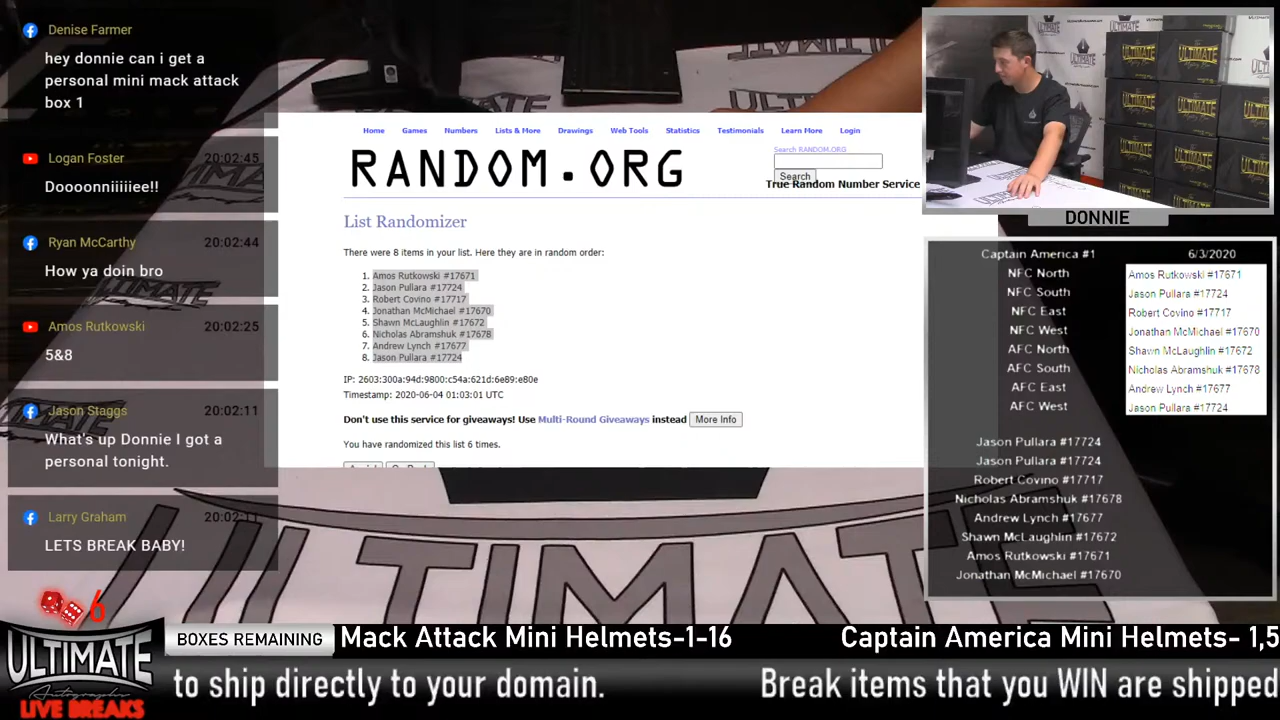 Denise Farmer
hey donnie can i get a
personal mini mack attack
box 1
Logan Foster 20:02:45
Doooonniiiiee!!
Ryan McCarthy 20:02:44
How ya doin bro
Amos Rutkowski 20:02:25
5&8
Jason Staggs 20:02:11
What's up Donnie I got a
personal tonight.
Larry Graham 20:02:11
LETS BREAK BABY!
Home Games Numbers Lists & More Drawings Web Tools Statistics Testimonials Learn More Login
RANDOM.ORG
Search RANDOM.ORG
Search
True Random Number Service
List Randomizer
There were 8 items in your list. Here they are in random order:
1. Amos Rutkowski #17671
2. Jason Pullara #17724
3. Robert Covino #17717
4. Jonathan McMichael #17670
5. Shawn McLaughlin #17672
6. Nicholas Abramshuk #17678
7. Andrew Lynch #17677
8. Jason Pullara #17724
IP: 2603:300a:94d:9800:c54a:621d:6e89:e80e
Timestamp: 2020-06-04 01:03:01 UTC
Don't use this service for giveaways! Use Multi-Round Giveaways instead More Info
You have randomized this list 6 times.
DONNIE
Captain America #1 6/3/2020
NFC North Amos Rutkowski #17671
NFC South Jason Pullara #17724
NFC East Robert Covino #17717
NFC West Jonathan McMichael #17670
AFC North Shawn McLaughlin #17672
AFC South Nicholas Abramshuk #17678
AFC East Andrew Lynch #17677
AFC West Jason Pullara #17724
Jason Pullara #17724
Jason Pullara #17724
Robert Covino #17717
Nicholas Abramshuk #17678
Andrew Lynch #17677
Shawn McLaughlin #17672
Amos Rutkowski #17671
Jonathan McMichael #17670
ULTIMATE
6
ULTIMATE
Autographs
LIVE BREAKS
BOXES REMAINING
Mack Attack Mini Helmets-1-16 Captain America Mini Helmets- 1,5
to ship directly to your domain. Break items that you WIN are shipped